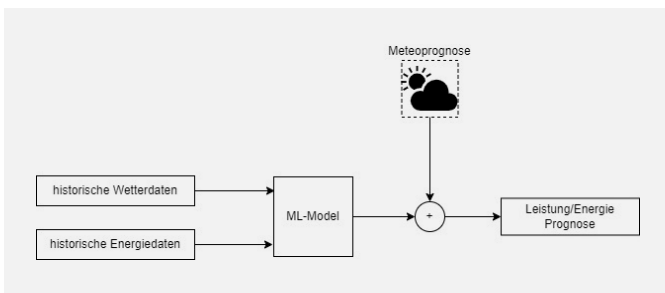 Meteoprognose
historische Wetterdaten
ML-Model
+
Leistung/Energie
Prognose
historische Energiedaten